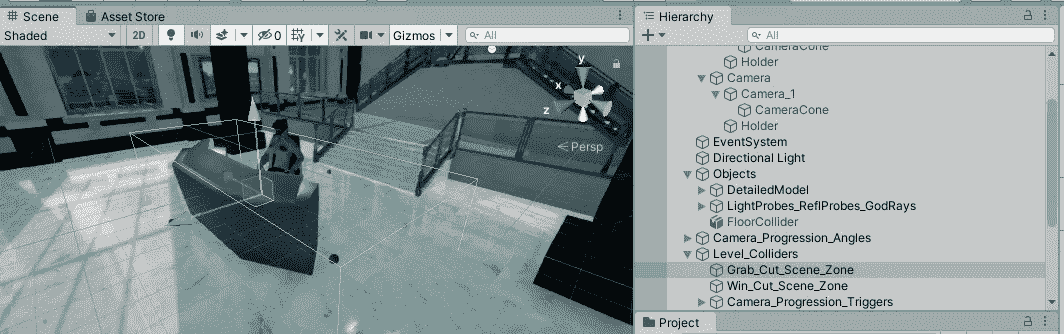 Scene
Asset Store
Shaded
2D
0
Gizmos
All
y
x
z
Persp
Hierarchy
All
CameraCone
Holder
Camera
Camera_1
CameraCone
Holder
EventSystem
Directional Light
Objects
DetailedModel
LightProbes_ReflProbes_GodRays
FloorCollider
Camera_Progression_Angles
Level_Colliders
Grab_Cut_Scene_Zone
Win_Cut_Scene_Zone
Camera_Progression_Triggers
Project